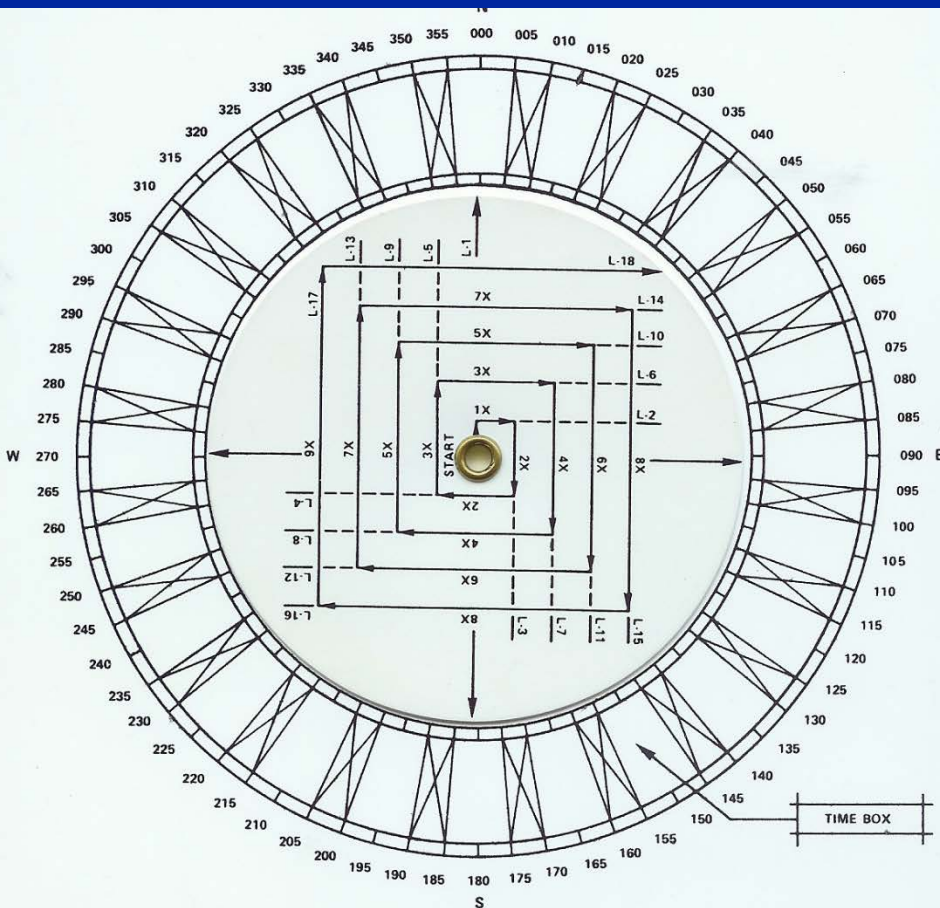 N
000
005
010
015
020
025
030
035
040
045
050
055
060
065
070
075
080
085
090
E
095
100
105
110
115
120
125
130
135
140
145
150
155
160
165
170
175
180
S
185
190
195
200
205
210
215
220
225
230
235
240
245
250
255
260
265
270
W
275
280
285
290
295
300
305
310
315
320
325
330
335
340
345
350
355
L-13
L-9
L-5
L-1
L-17
L-18
7X
L-14
5X
L-10
3X
L-6
1X
L-2
START
9X
7X
5X
3X
2X
4X
6X
8X
L-4
2X
L-8
4X
L-12
6X
L-16
8X
L-3
L-7
L-11
L-15
TIME BOX